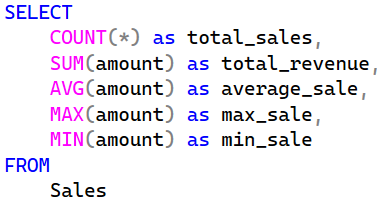 SELECT
    COUNT(*) as total_sales,
    SUM(amount) as total_revenue,
    AVG(amount) as average_sale,
    MAX(amount) as max_sale,
    MIN(amount) as min_sale
FROM
    Sales